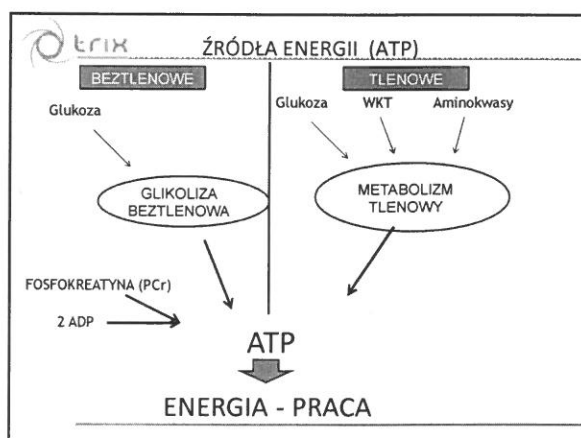 trix
ŹRÓDŁA ENERGII (ATP)
BEZTLENOWE
TLENOWE
Glukoza
Glukoza
WKT
Aminokwasy
GLIKOLIZA
BEZTLENOWA
METABOLIZM
TLENOWY
FOSFOKREATYNA (PCr)
2 ADP
ATP
ENERGIA - PRACA